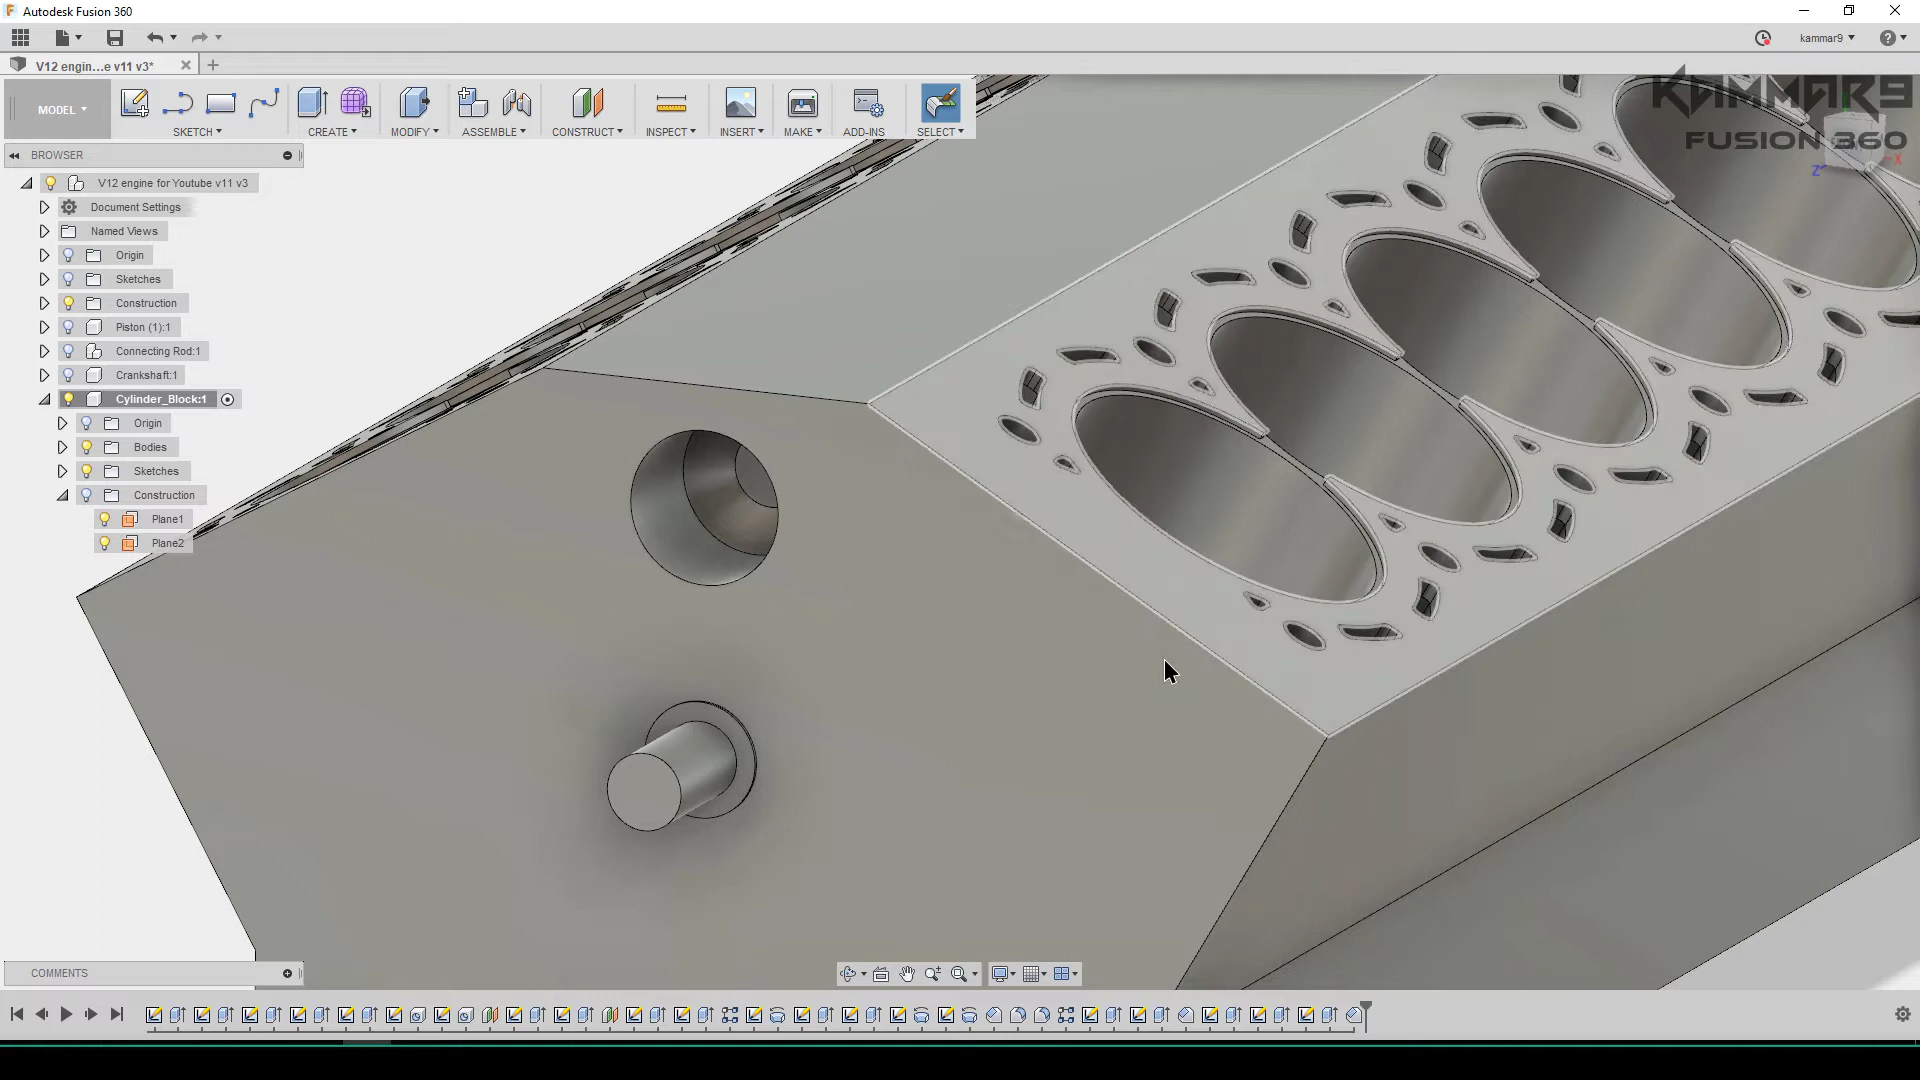 Autodesk Fusion 360
kammar9
V12 engin...e v11 v3*
MODEL
SKETCH
CREATE
MODIFY
ASSEMBLE
CONSTRUCT
INSPECT
INSERT
MAKE
ADD-INS
SELECT
KAMMAR9
FUSION 360
BROWSER
X
Z
V12 engine for Youtube v11 v3
Document Settings
Named Views
Origin
Sketches
Construction
Piston (1):1
Connecting Rod:1
Crankshaft:1
Cylinder_Block:1
Origin
Bodies
Sketches
Construction
Plane1
Plane2
COMMENTS